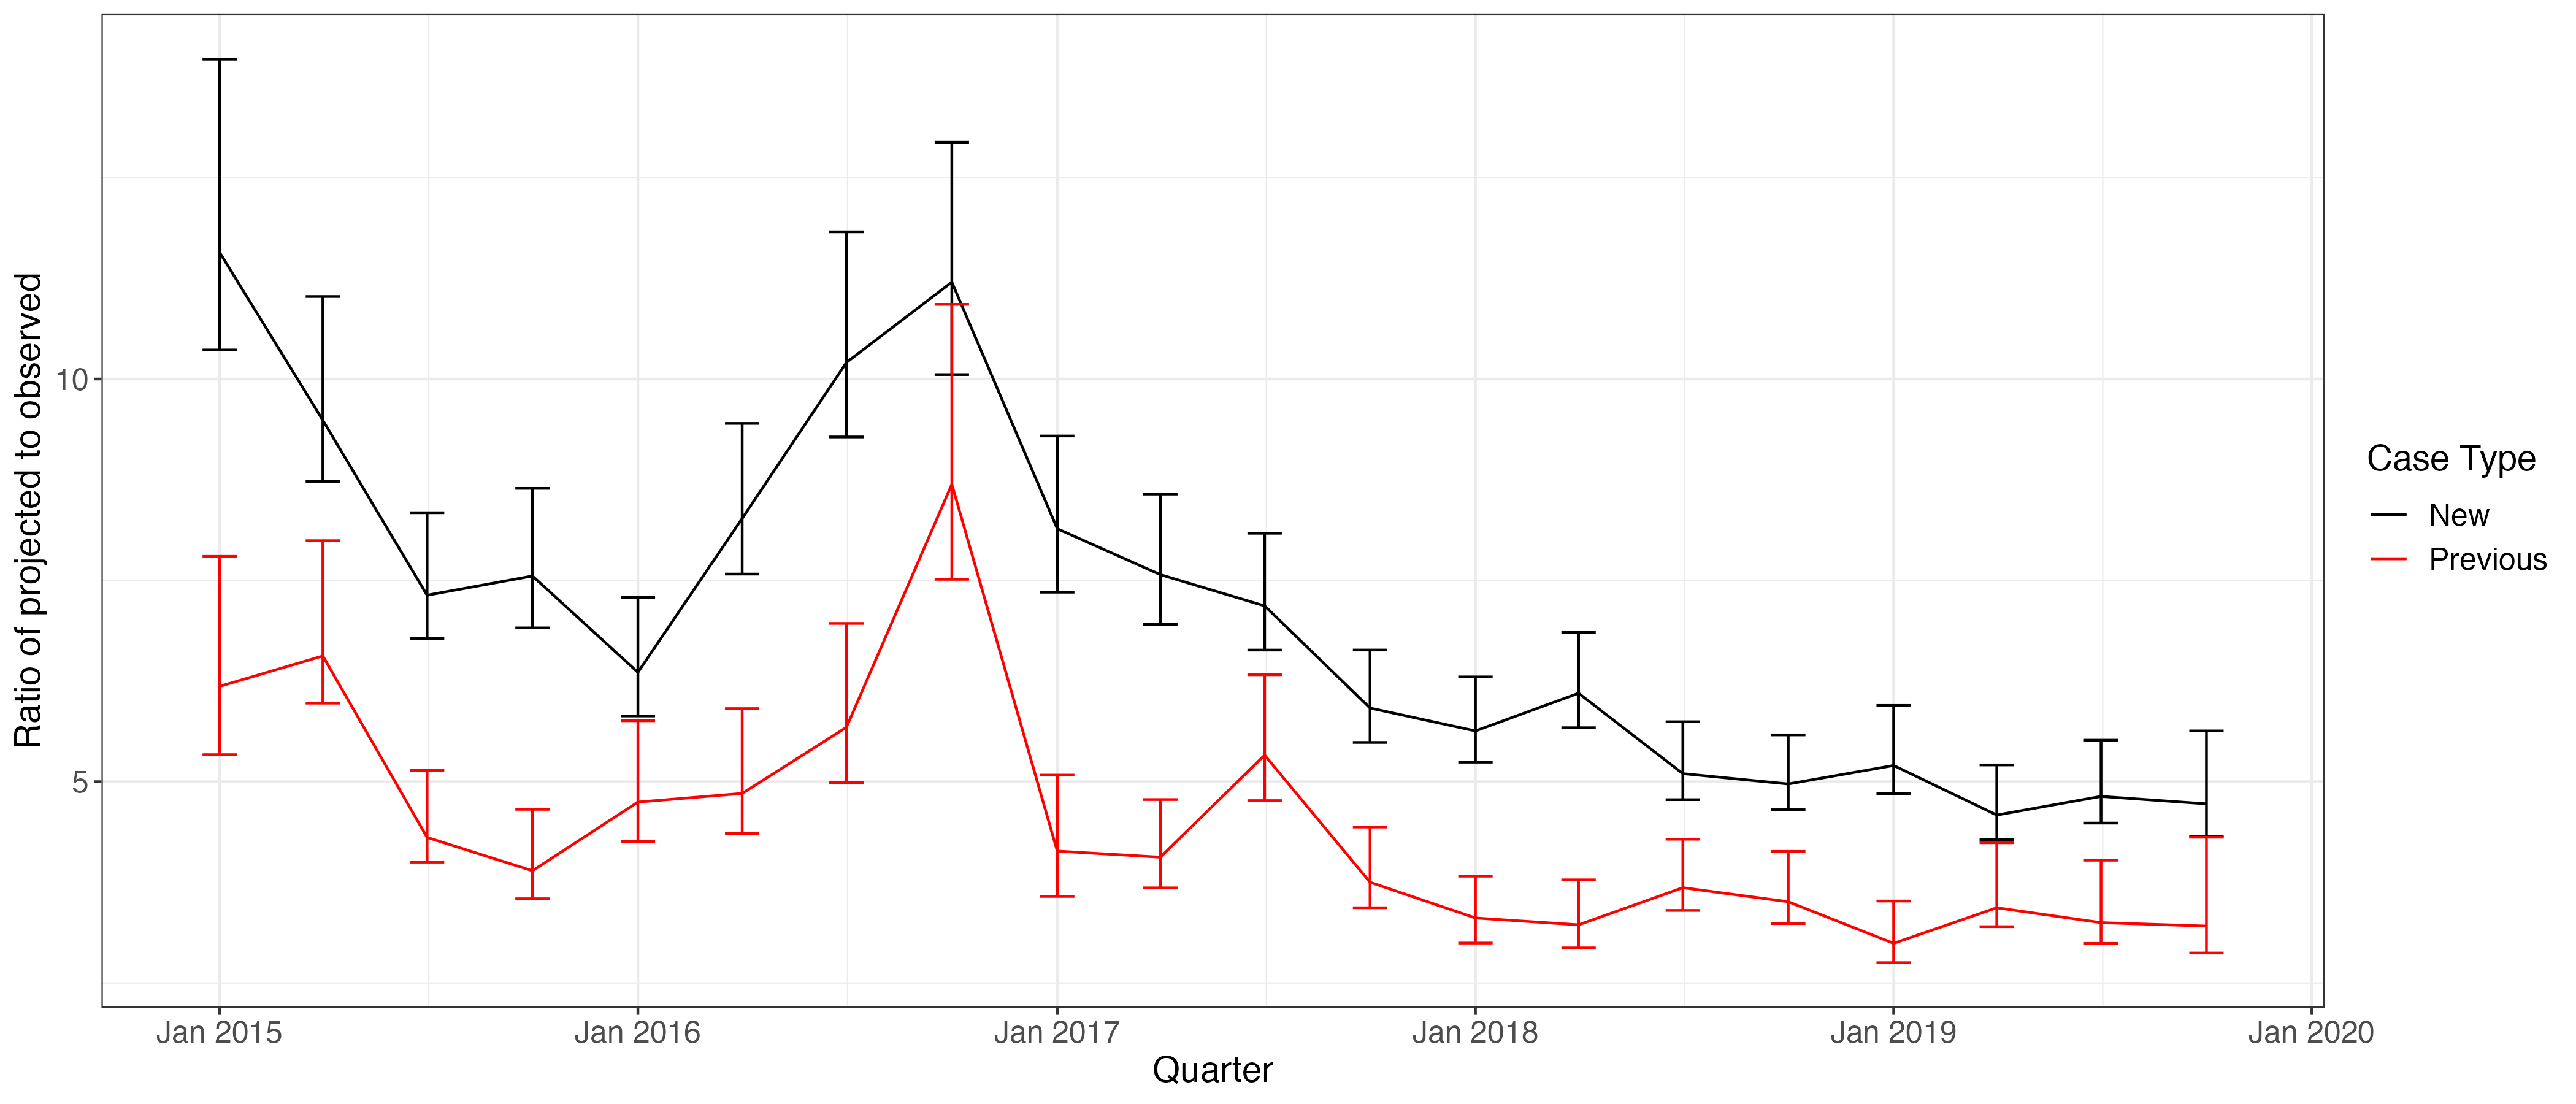 Ratio of projected to observed
10
5
Jan 2015
Jan 2016
Jan 2017
Jan 2018
Jan 2019
Jan 2020
Quarter
Case Type
New
Previous